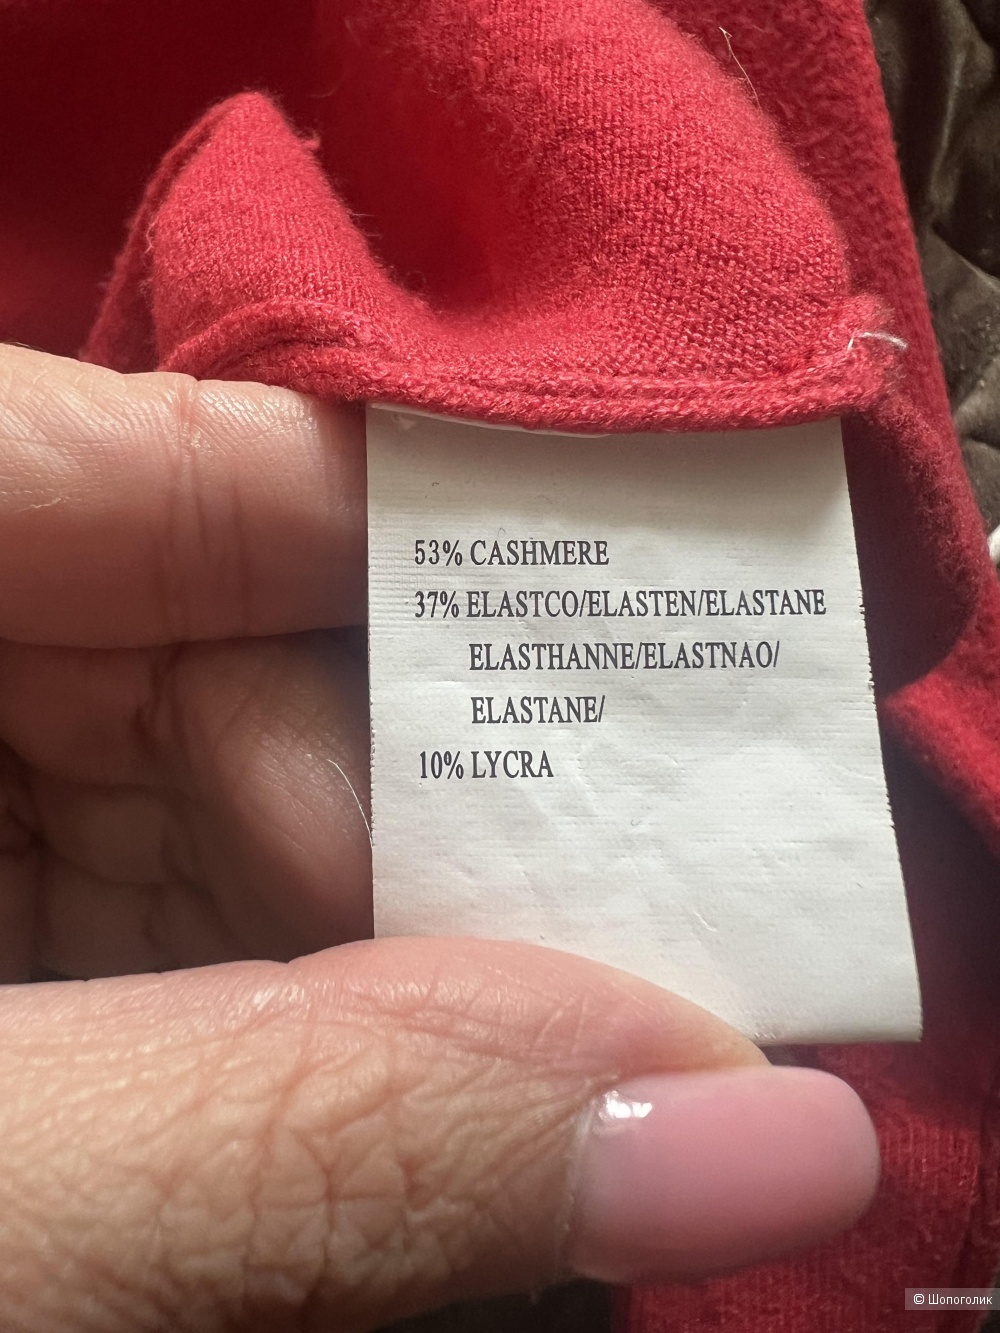 53% CASHMERE
37% ELASTCO/ELASTEN/ELASTANE
ELASTHANNE/ELASTNAO/
ELASTANE/
10% LYCRA
© Шопоголик